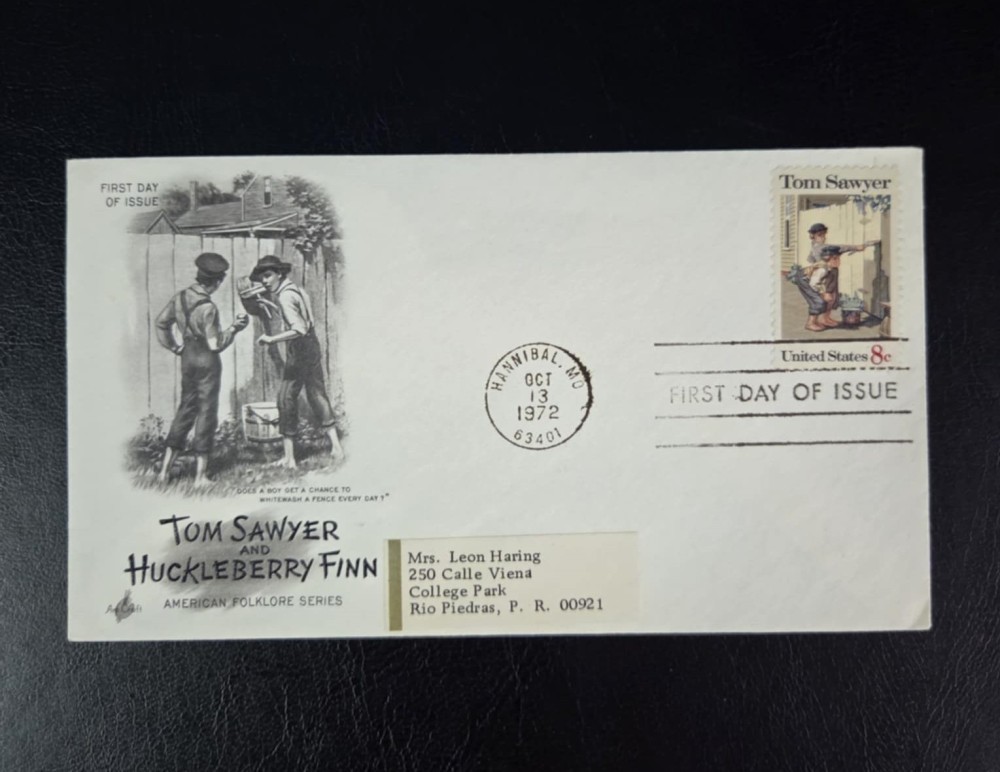 FIRST DAY
OF ISSUE
Tom Sawyer
United States 8c
HANNIBAL, MO
OCT
13
1972
63401
FIRST DAY OF ISSUE
"DOES A BOY GET A CHANCE TO
WHITEWASH A FENCE EVERY DAY?"
TOM SAWYER
AND
HUCKLEBERRY FINN
AMERICAN FOLKLORE SERIES
Mrs. Leon Haring
250 Calle Viena
College Park
Rio Piedras, P. R. 00921